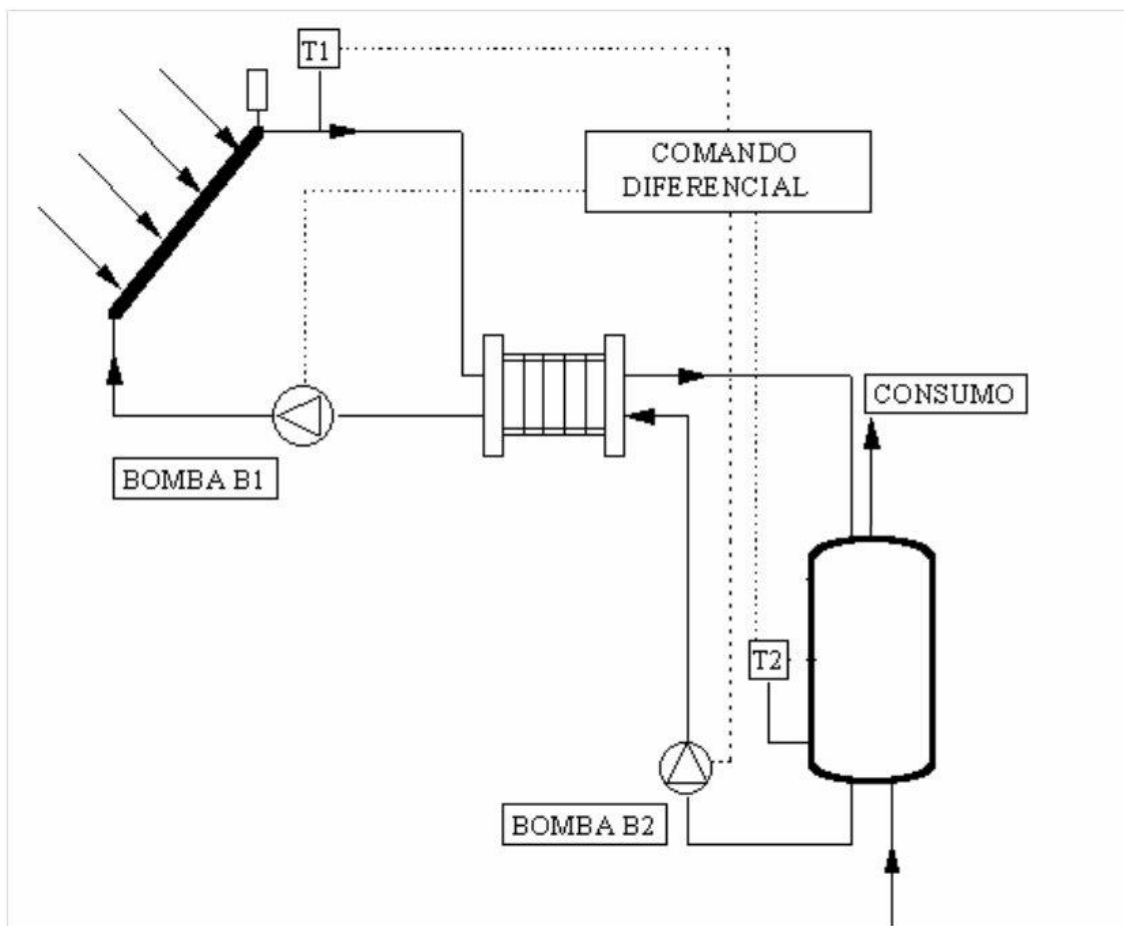 T1
COMANDO
DIFERENCIAL
CONSUMO
BOMBA B1
T2
BOMBA B2